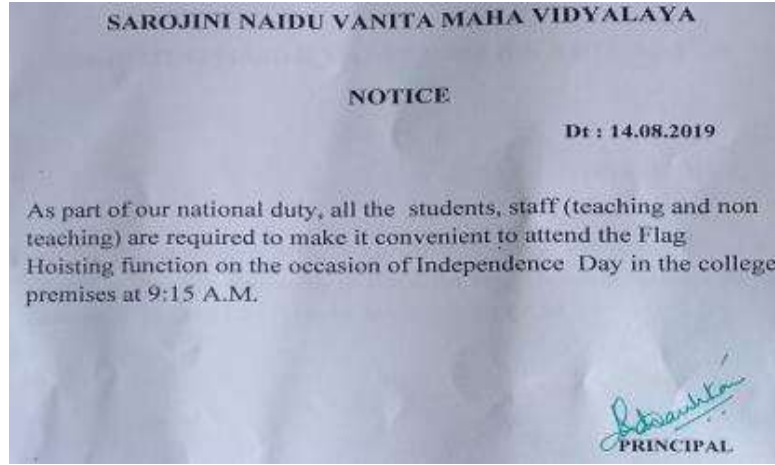 SAROJINI NAIDU VANITA MAHA VIDYALAYA
NOTICE
Dt : 14.08.2019
As part of our national duty, all the students, staff (teaching and non
teaching) are required to make it convenient to attend the Flag
Hoisting function on the occasion of Independence Day in the college
premises at 9:15 A.M.
PRINCIPAL